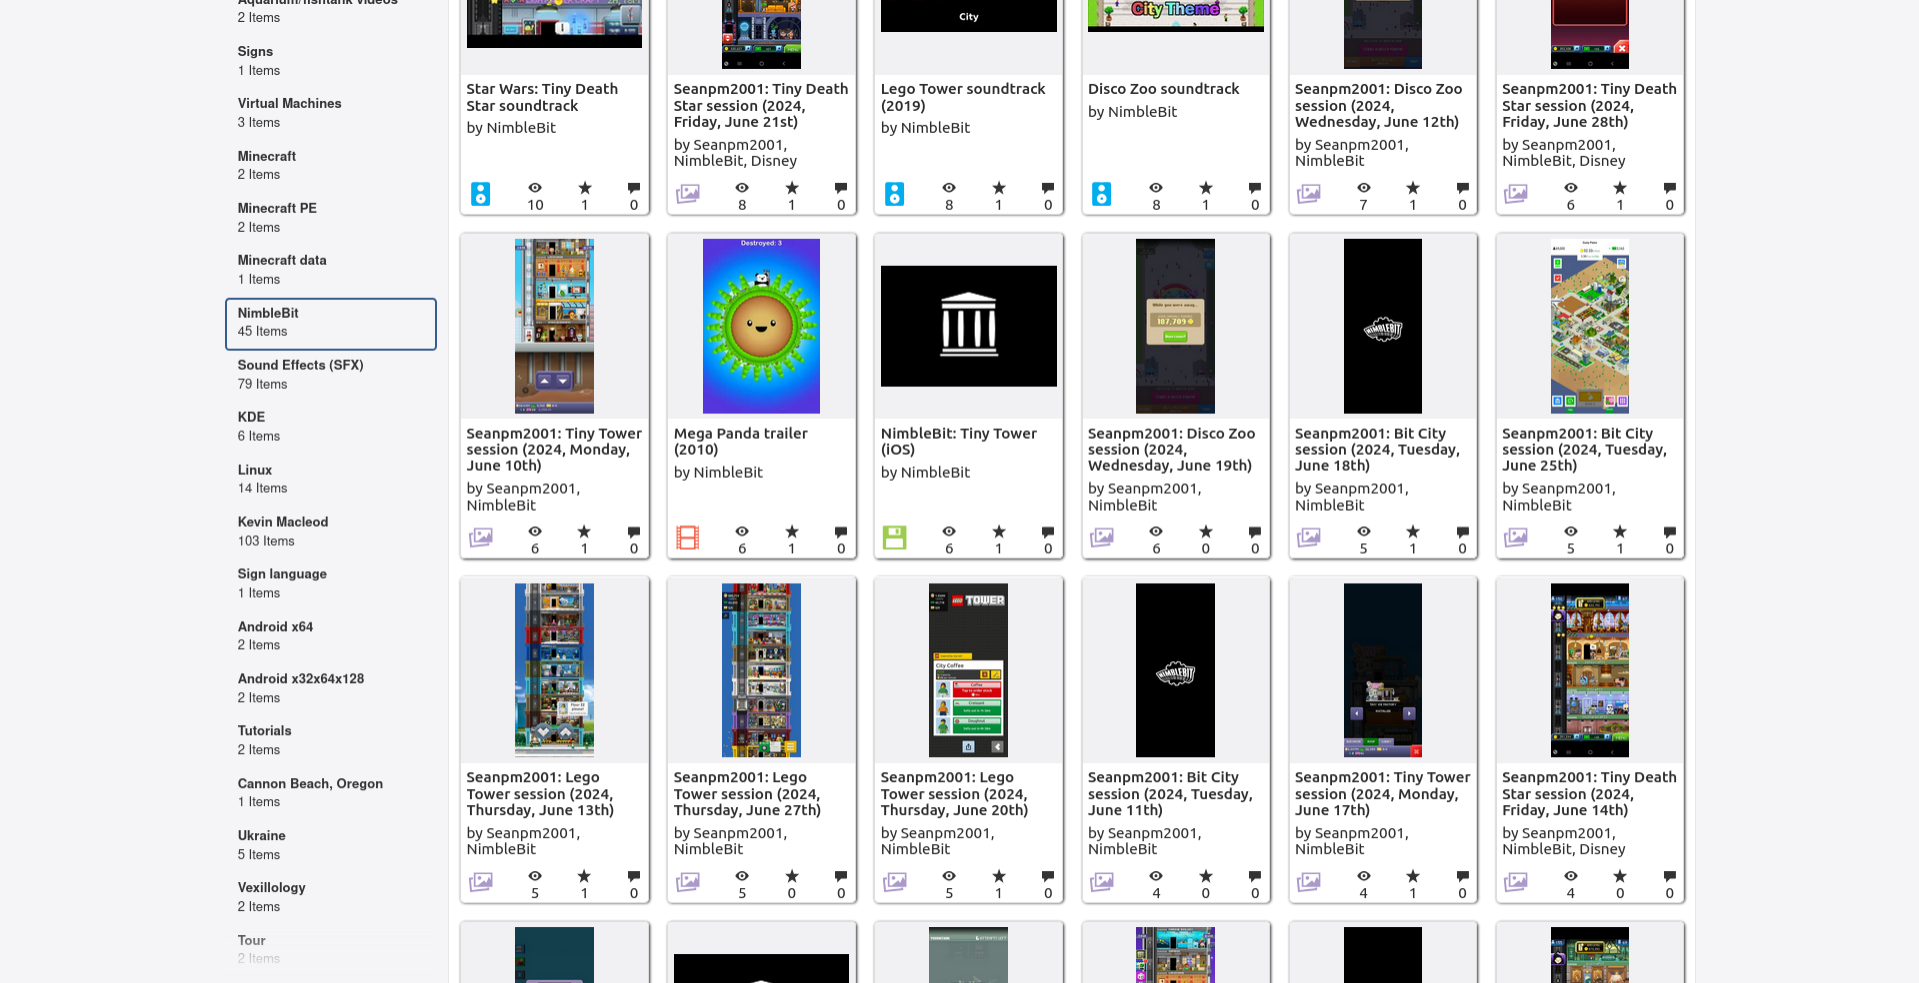 Aquarium/fishtank videos
2 Items
Signs
1 Items
Virtual Machines
3 Items
Minecraft
2 Items
Minecraft PE
2 Items
Minecraft data
1 Items
NimbleBit
45 Items
Sound Effects (SFX)
79 Items
KDE
6 Items
Linux
14 Items
Kevin Macleod
103 Items
Sign language
1 Items
Android x64
2 Items
Android x32x64x128
2 Items
Tutorials
2 Items
Cannon Beach, Oregon
1 Items
Ukraine
5 Items
Vexillology
2 Items
Tour
2 Items
City
City Theme
Star Wars: Tiny Death
Star soundtrack
by NimbleBit
10
1
0
Seanpm2001: Tiny Death
Star session (2024,
Friday, June 21st)
by Seanpm2001,
NimbleBit, Disney
8
1
0
Lego Tower soundtrack
(2019)
by NimbleBit
8
1
0
Disco Zoo soundtrack
by NimbleBit
8
1
0
Seanpm2001: Disco Zoo
session (2024,
Wednesday, June 12th)
by Seanpm2001,
NimbleBit
7
1
0
Seanpm2001: Tiny Death
Star session (2024,
Friday, June 28th)
by Seanpm2001,
NimbleBit, Disney
6
1
0
Seanpm2001: Tiny Tower
session (2024, Monday,
June 10th)
by Seanpm2001,
NimbleBit
6
1
0
Destroyed: 3
Mega Panda trailer
(2010)
by NimbleBit
6
1
0
NimbleBit: Tiny Tower
(iOS)
by NimbleBit
6
1
0
While you were away...
187,709
Seanpm2001: Disco Zoo
session (2024,
Wednesday, June 19th)
by Seanpm2001,
NimbleBit
6
0
0
NIMBLEBIT
Seanpm2001: Bit City
session (2024, Tuesday,
June 18th)
by Seanpm2001,
NimbleBit
5
1
0
Seanpm2001: Bit City
session (2024, Tuesday,
June 25th)
by Seanpm2001,
NimbleBit
5
1
0
Seanpm2001: Lego
Tower session (2024,
Thursday, June 13th)
by Seanpm2001,
NimbleBit
5
1
0
Seanpm2001: Lego
Tower session (2024,
Thursday, June 27th)
by Seanpm2001,
NimbleBit
5
0
0
LEGO TOWER
City Coffee
Coffee
Croissant
Doughnut
Seanpm2001: Lego
Tower session (2024,
Thursday, June 20th)
by Seanpm2001,
NimbleBit
5
1
0
NIMBLEBIT
Seanpm2001: Bit City
session (2024, Tuesday,
June 11th)
by Seanpm2001,
NimbleBit
4
0
0
Seanpm2001: Tiny Tower
session (2024, Monday,
June 17th)
by Seanpm2001,
NimbleBit
4
1
0
Seanpm2001: Tiny Death
Star session (2024,
Friday, June 14th)
by Seanpm2001,
NimbleBit, Disney
4
0
0